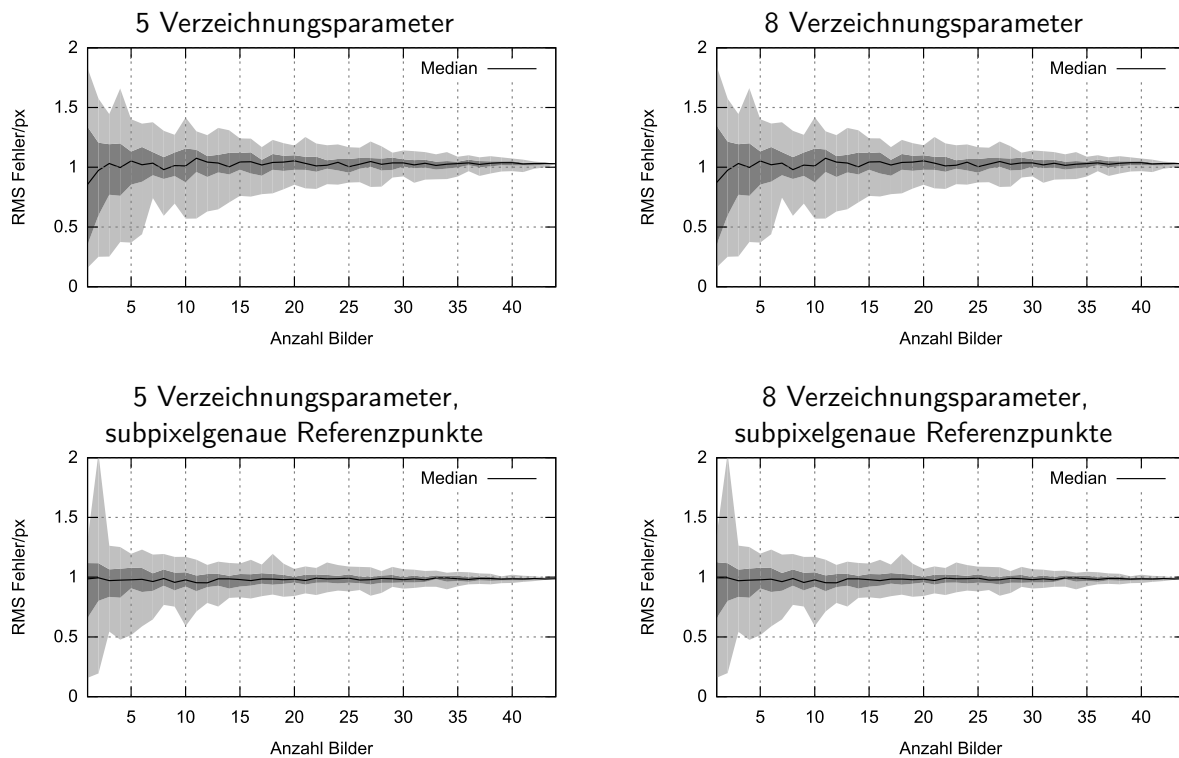 5 Verzeichnungsparameter
2
Median
1.5
1
0.5
0
RMS Fehler/px
5 10 15 20 25 30 35 40
Anzahl Bilder
8 Verzeichnungsparameter
2
Median
1.5
1
0.5
0
RMS Fehler/px
5 10 15 20 25 30 35 40
Anzahl Bilder
5 Verzeichnungsparameter,
subpixelgenaue Referenzpunkte
2
Median
1.5
1
0.5
0
RMS Fehler/px
5 10 15 20 25 30 35 40
Anzahl Bilder
8 Verzeichnungsparameter,
subpixelgenaue Referenzpunkte
2
Median
1.5
1
0.5
0
RMS Fehler/px
5 10 15 20 25 30 35 40
Anzahl Bilder